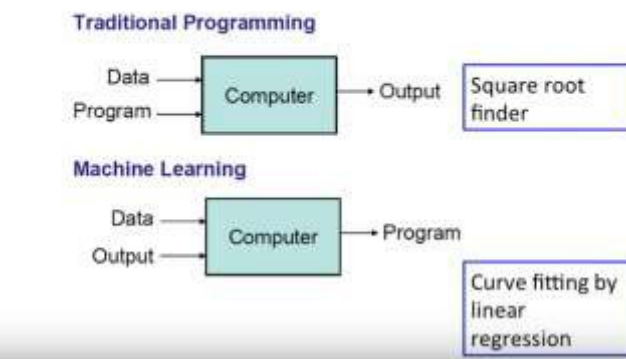 Traditional Programming
Data
Program
Computer
Output
Square root
finder
Machine Learning
Data
Output
Computer
Program
Curve fitting by
linear
regression